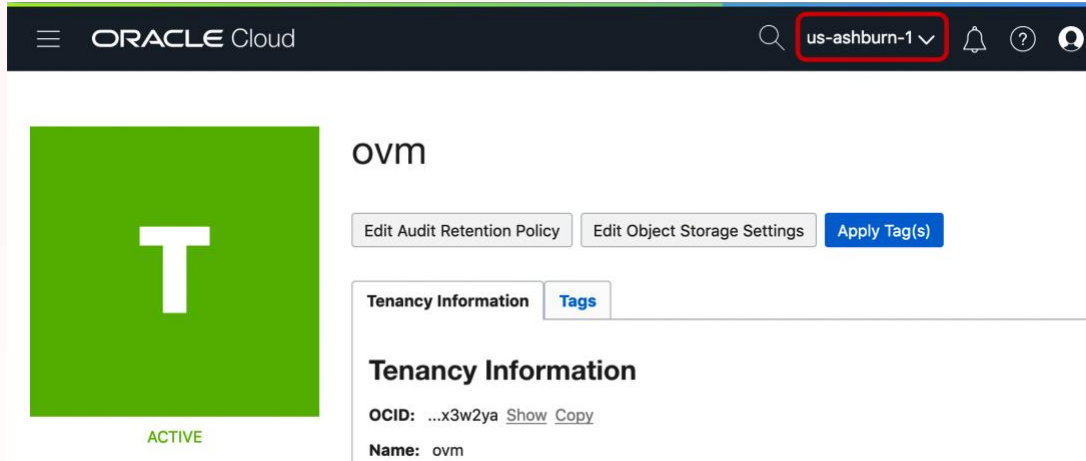 ORACLE Cloud
us-ashburn-1
ovm
Edit Audit Retention Policy
Edit Object Storage Settings
Apply Tag(s)
T
Tenancy Information
Tags
Tenancy Information
OCID: ...x3w2ya Show Copy
ACTIVE
Name: ovm